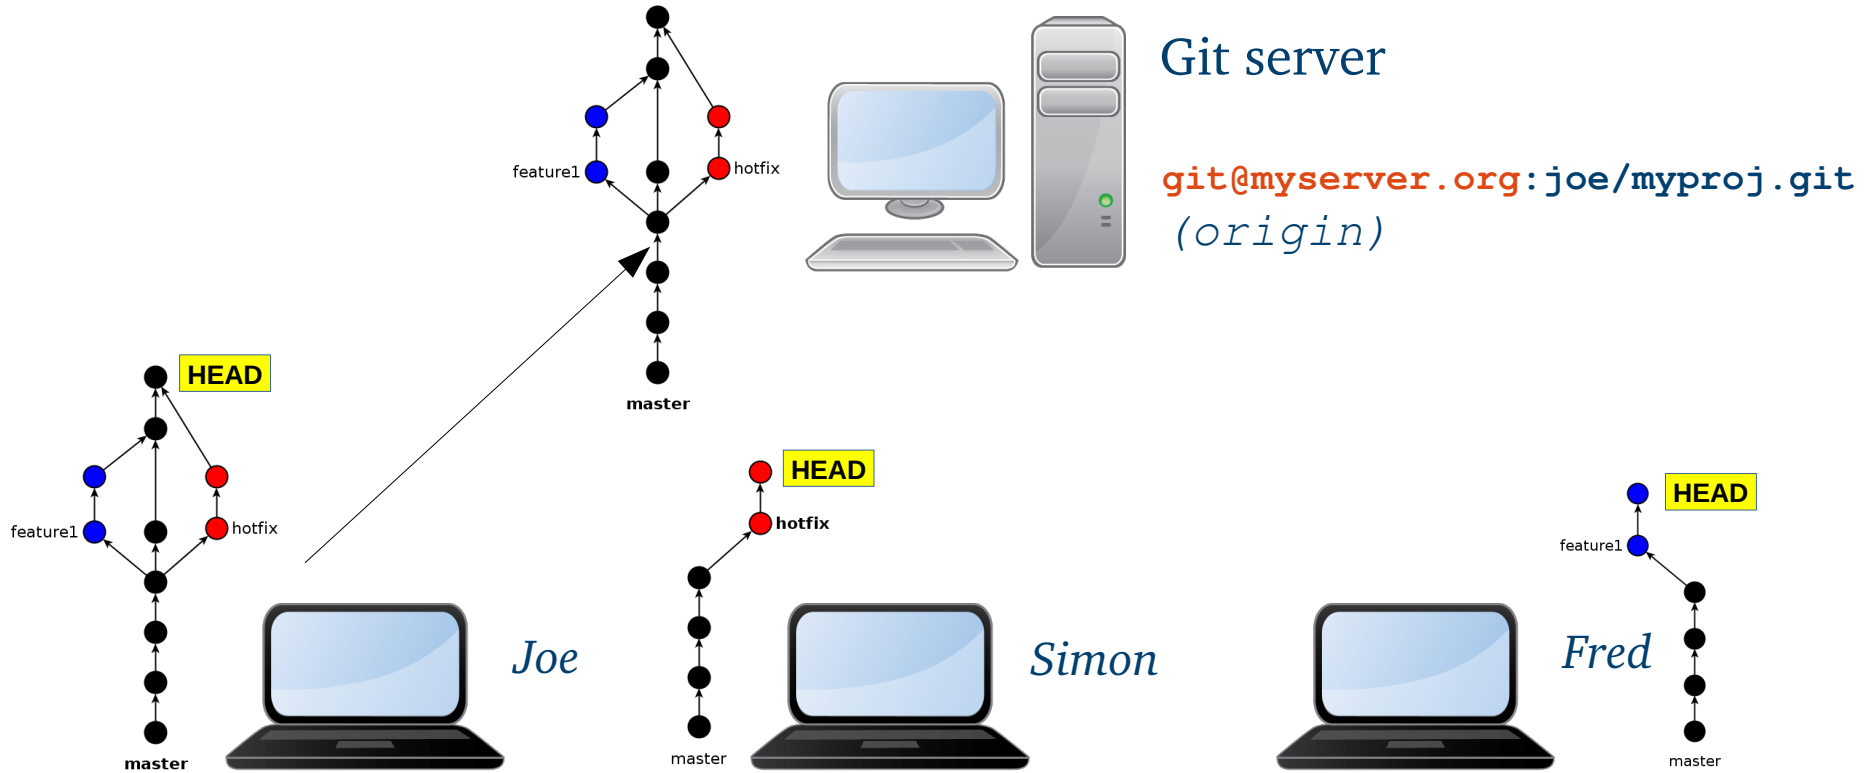 Git server
feature1
hotfix
git@myserver.org:joe/myproj.git
(origin)
master
HEAD
feature1
hotfix
master
Joe
HEAD
hotfix
master
Simon
HEAD
feature1
Fred
master